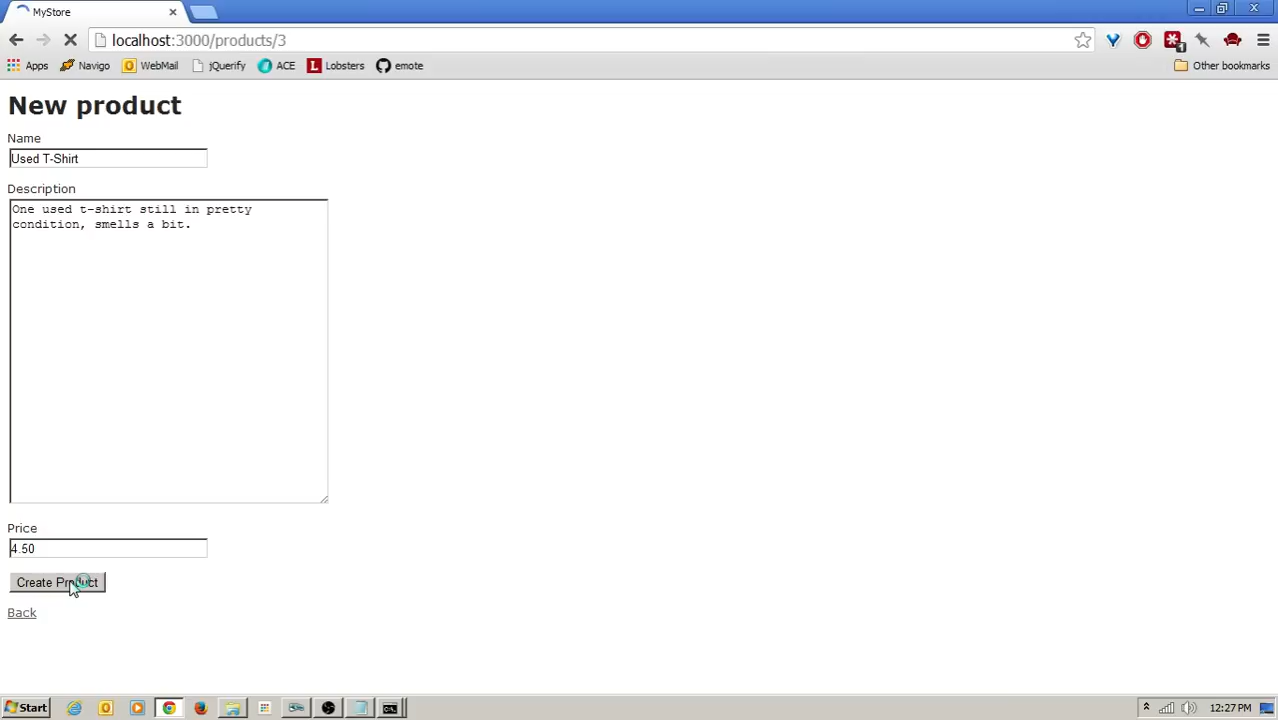 MyStore
localhost:3000/products/3
Apps Navigo WebMail jQuerify ACE Lobsters emote Other bookmarks
New product
Name
Used T-Shirt
Description
One used t-shirt still in pretty
condition, smells a bit.
Price
4.50
Create Product
Back
Start 12:27 PM